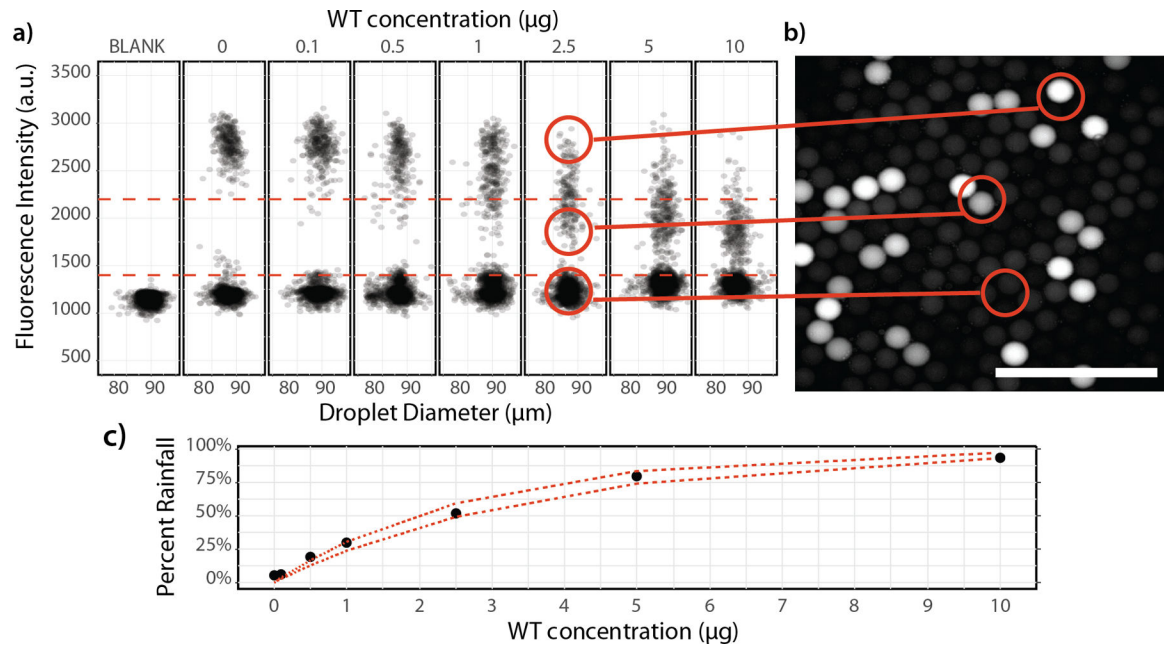 WT concentration (μg)
a)
b)
BLANK 0 0.1 0.5 1 2.5 5 10
Fluorescence Intensity (a.u.)
3500
3000
2500
2000
1500
1000
500
80 90 80 90 80 90 80 90 80 90 80 90 80 90 80 90
Droplet Diameter (μm)
c)
Percent Rainfall
100%
75%
50%
25%
0%
0 1 2 3 4 5 6 7 8 9 10
WT concentration (μg)